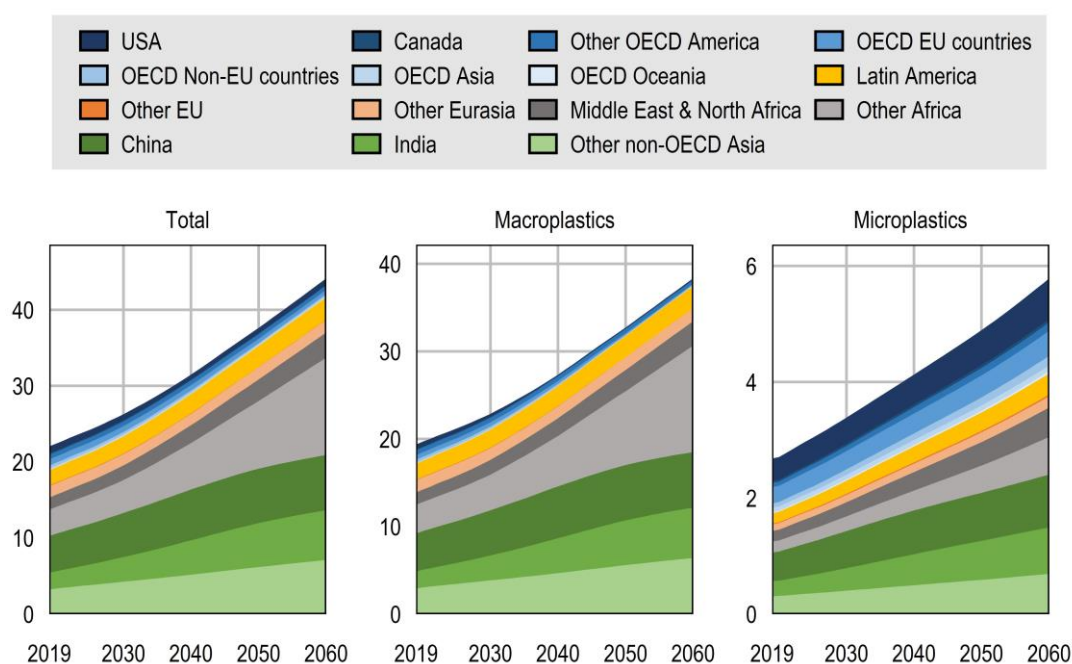 USA Canada Other OECD America OECD EU countries
OECD Non-EU countries OECD Asia OECD Oceania Latin America
Other EU Other Eurasia Middle East & North Africa Other Africa
China India Other non-OECD Asia
Total Macroplastics Microplastics
40
30
20
10
0
2019 2030 2040 2050 2060
40
30
20
10
0
2019 2030 2040 2050 2060
6
4
2
0
2019 2030 2040 2050 2060